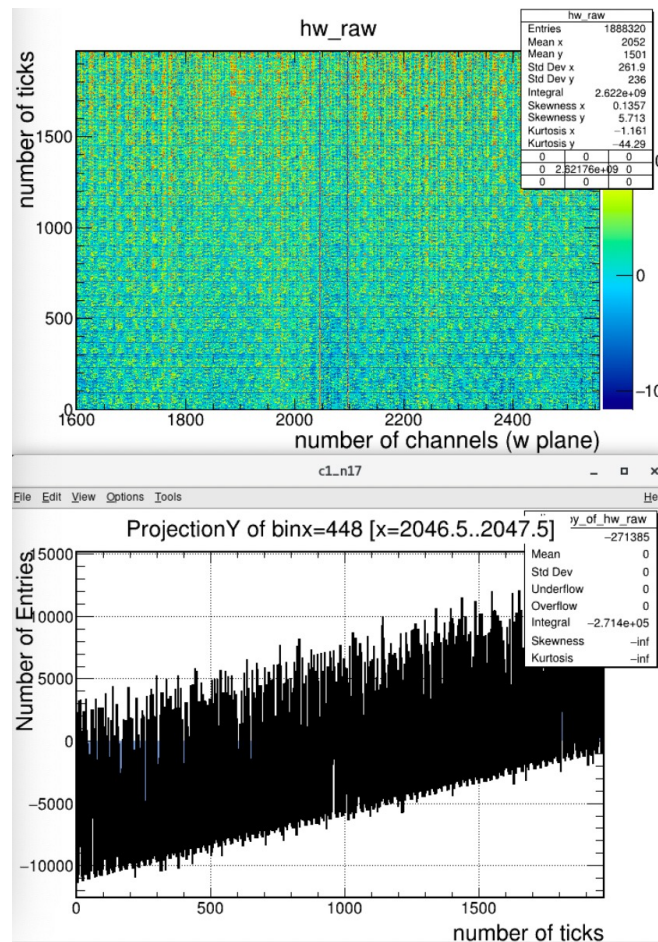 hw_raw
hw_raw
Entries 1888320
Mean x 2052
Mean y 1501
Std Dev x 261.9
Std Dev y 236
Integral 2.622e+09
Skewness x 0.1357
Skewness y 5.713
Kurtosis x −1.161
Kurtosis y −44.29
0 0 0
0 2.62176e+09 0
0 0 0
number of ticks
1500
1000
500
0
0
0
−10
1600 1800 2000 2200 2400
number of channels (w plane)
c1_n17
File Edit View Options Tools He
ProjectionY of binx=448 [x=2046.5..2047.5]
py_of_hw_raw
−271385
Mean 0
Std Dev 0
Underflow 0
Overflow 0
Integral −2.714e+05
Skewness −inf
Kurtosis −inf
Number of Entries
15000
10000
5000
0
−5000
−10000
0 500 1000 1500
number of ticks